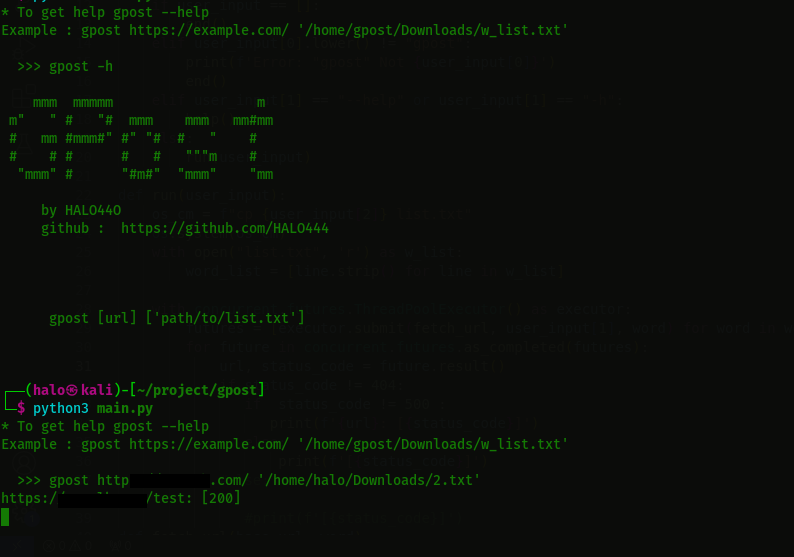 * To get help gpost --help
Example : gpost https://example.com/ '/home/gpost/Downloads/w_list.txt'
>>> gpost -h
mmm mmmmm m
m" " # "# mmm mmm mm#mm
# mm #mmm#" #" "# # " #
# # # # # """m #
"mmm" # "#m#" "mmm" "mm
by HALO44O
github : https://github.com/HALO444
gpost [url] ['path/to/list.txt']
┌──(halo㉿kali)-[~/project/gpost]
└─$ python3 main.py
* To get help gpost --help
Example : gpost https://example.com/ '/home/gpost/Downloads/w_list.txt'
>>> gpost http .com/ '/home/halo/Downloads/2.txt'
https:/ /test: [200]